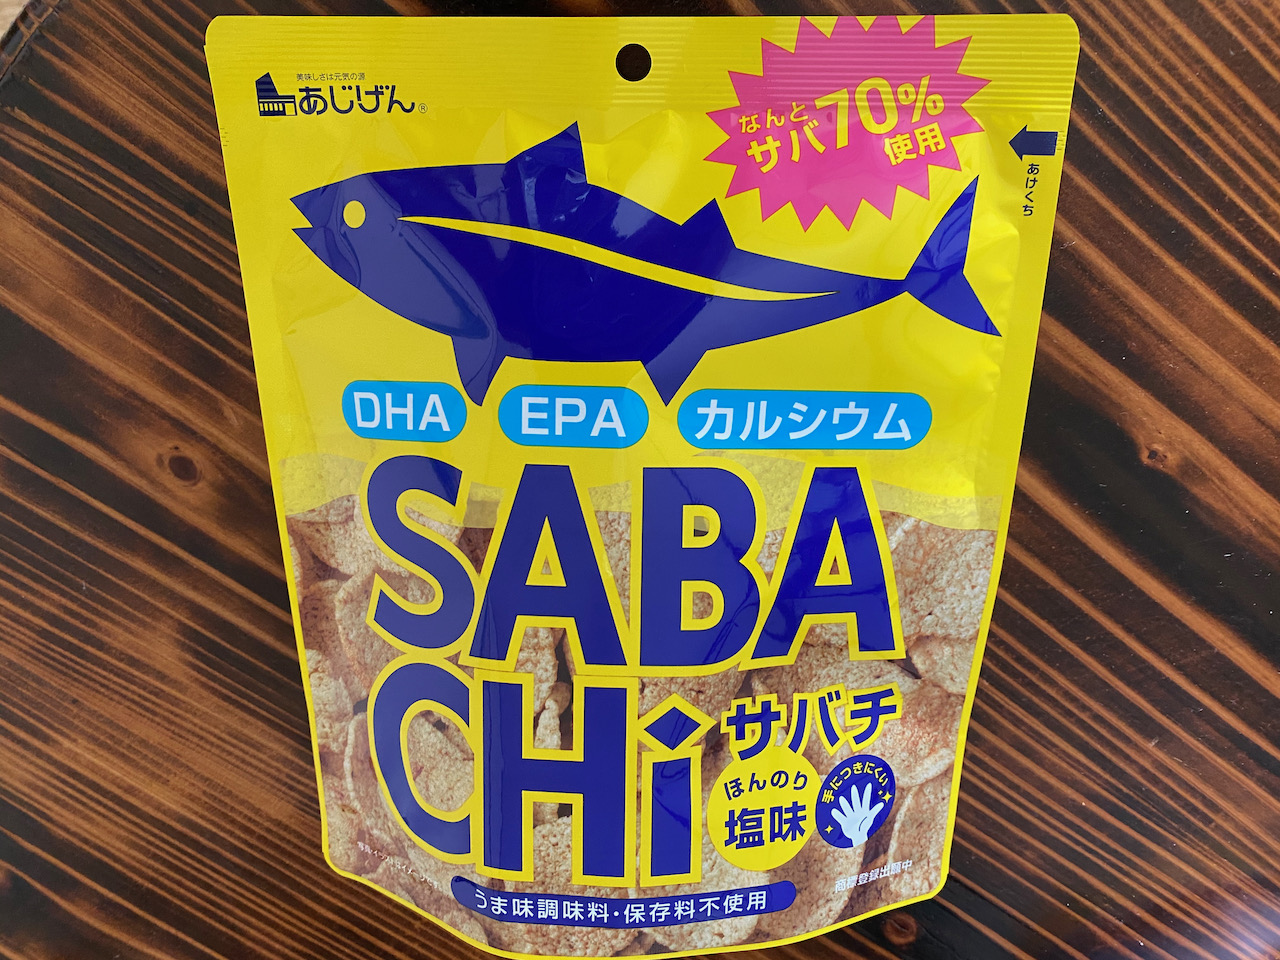 美味しさは元気の源
あじげん®
なんと
サバ70%
使用
あけくち
DHA
EPA
カルシウム
SABA
CHi
サバチ
ほんのり
塩味
手につきにくい
商標登録出願中
うま味調味料・保存料不使用